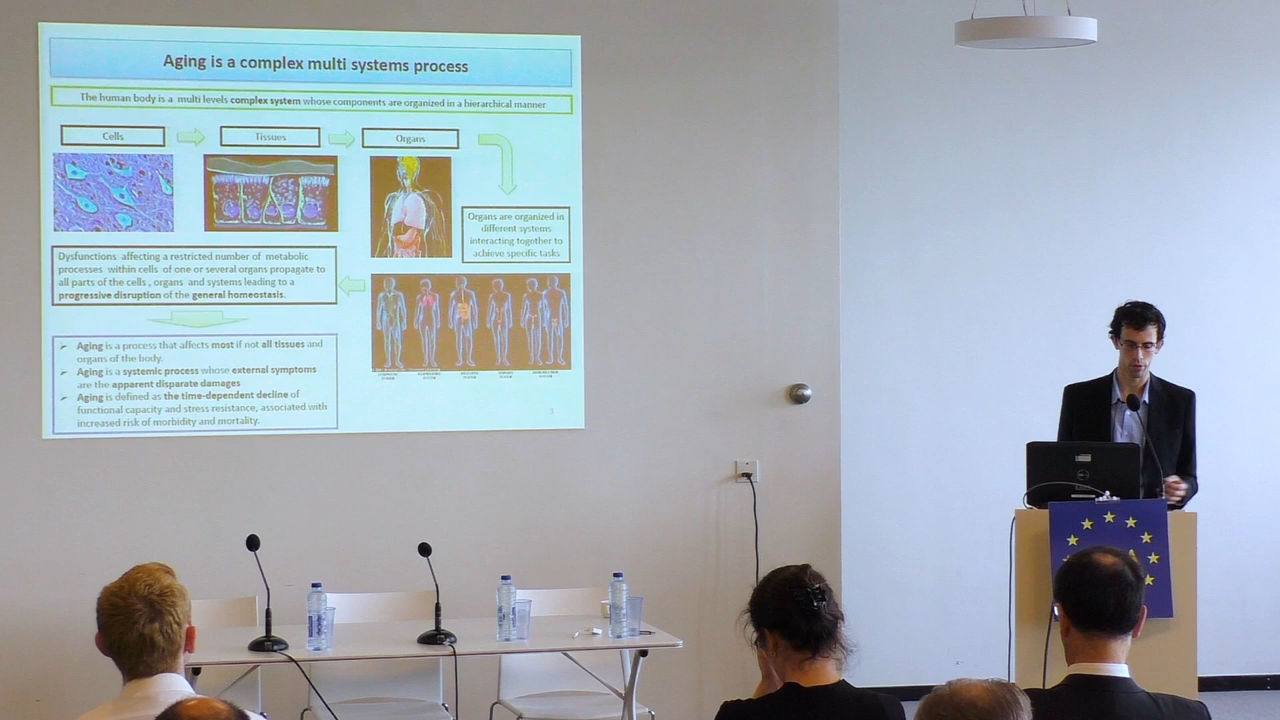 Aging is a complex multi systems process
The human body is a multi levels complex system whose components are organized in a hierarchical manner
Cells
Tissues
Organs
Organs are organized in
different systems
interacting together to
achieve specific tasks
Dysfunctions affecting a restricted number of metabolic
processes within cells of one or several organs propagate to
all parts of the cells , organs and systems leading to a
progressive disruption of the general homeostasis.
➢ Aging is a process that affects most if not all tissues and
organs of the body.
➢ Aging is a systemic process whose external symptoms
are the apparent disparate damages
➢ Aging is defined as the time-dependent decline of
functional capacity and stress resistance, associated with
increased risk of morbidity and mortality.
3
DELL